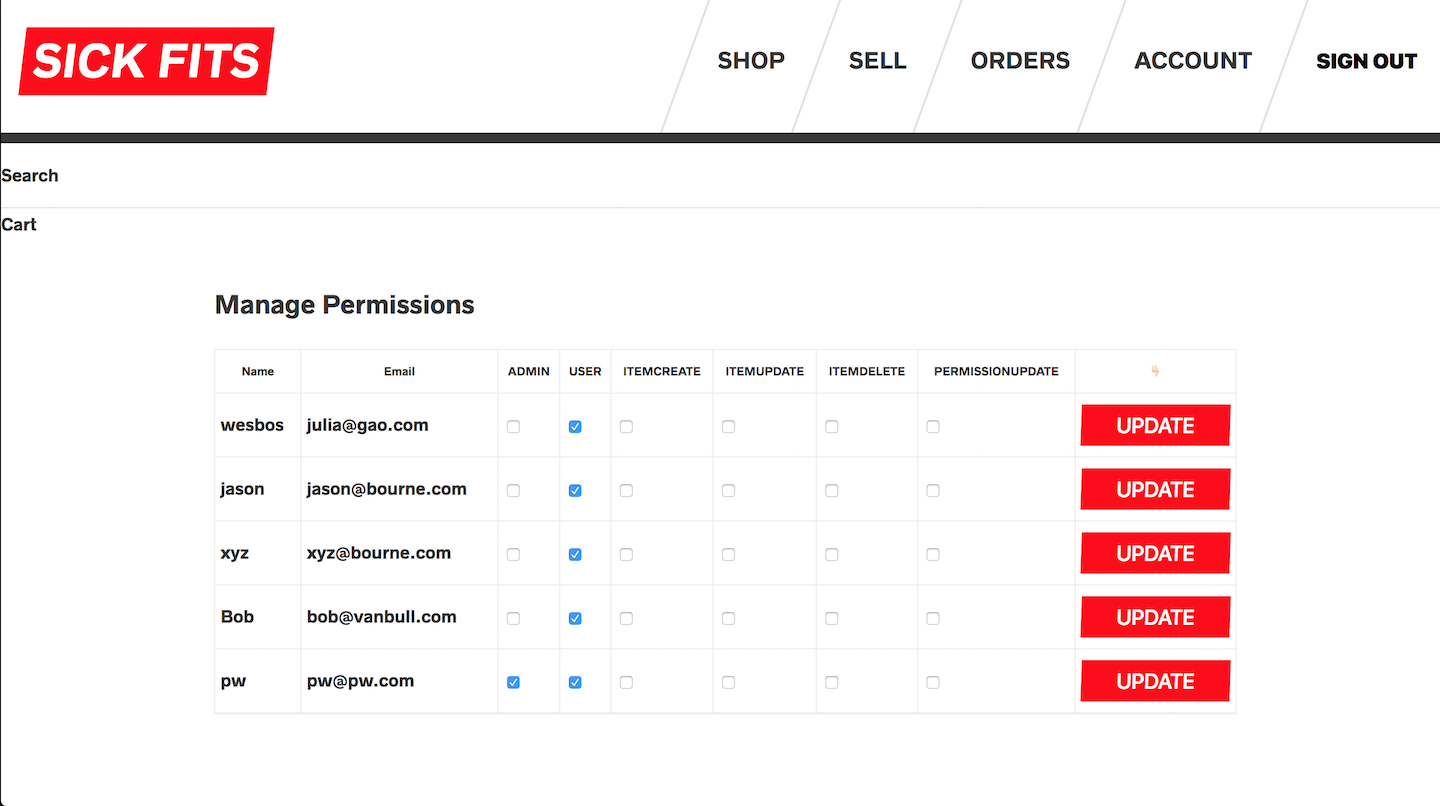 SICK FITS SHOP SELL ORDERS ACCOUNT SIGN OUT
Search
Cart
Manage Permissions
Name Email ADMIN USER ITEMCREATE ITEMUPDATE ITEMDELETE PERMISSIONUPDATE
wesbos julia@gao.com UPDATE
jason jason@bourne.com UPDATE
xyz xyz@bourne.com UPDATE
Bob bob@vanbull.com UPDATE
pw pw@pw.com UPDATE